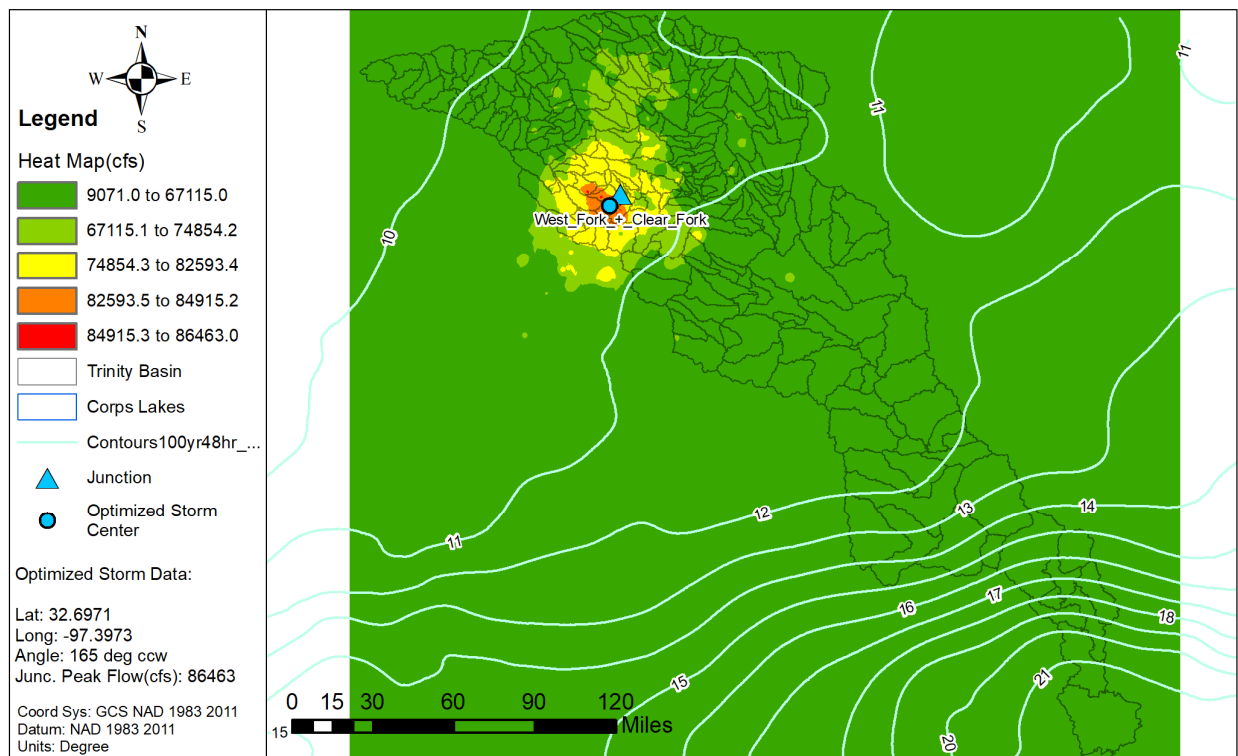 N
W E
S
Legend
Heat Map(cfs)
9071.0 to 67115.0
67115.1 to 74854.2
74854.3 to 82593.4
82593.5 to 84915.2
84915.3 to 86463.0
Trinity Basin
Corps Lakes
Contours100yr48hr_...
Junction
Optimized Storm
Center
Optimized Storm Data:
Lat: 32.6971
Long: -97.3973
Angle: 165 deg ccw
Junc. Peak Flow(cfs): 86463
Coord Sys: GCS NAD 1983 2011
Datum: NAD 1983 2011
Units: Degree
11
11
West_Fork_+_Clear_Fork
10
14
13
12
11
17
16
18
21
15
0 15 30 60 90 120
Miles
15
20